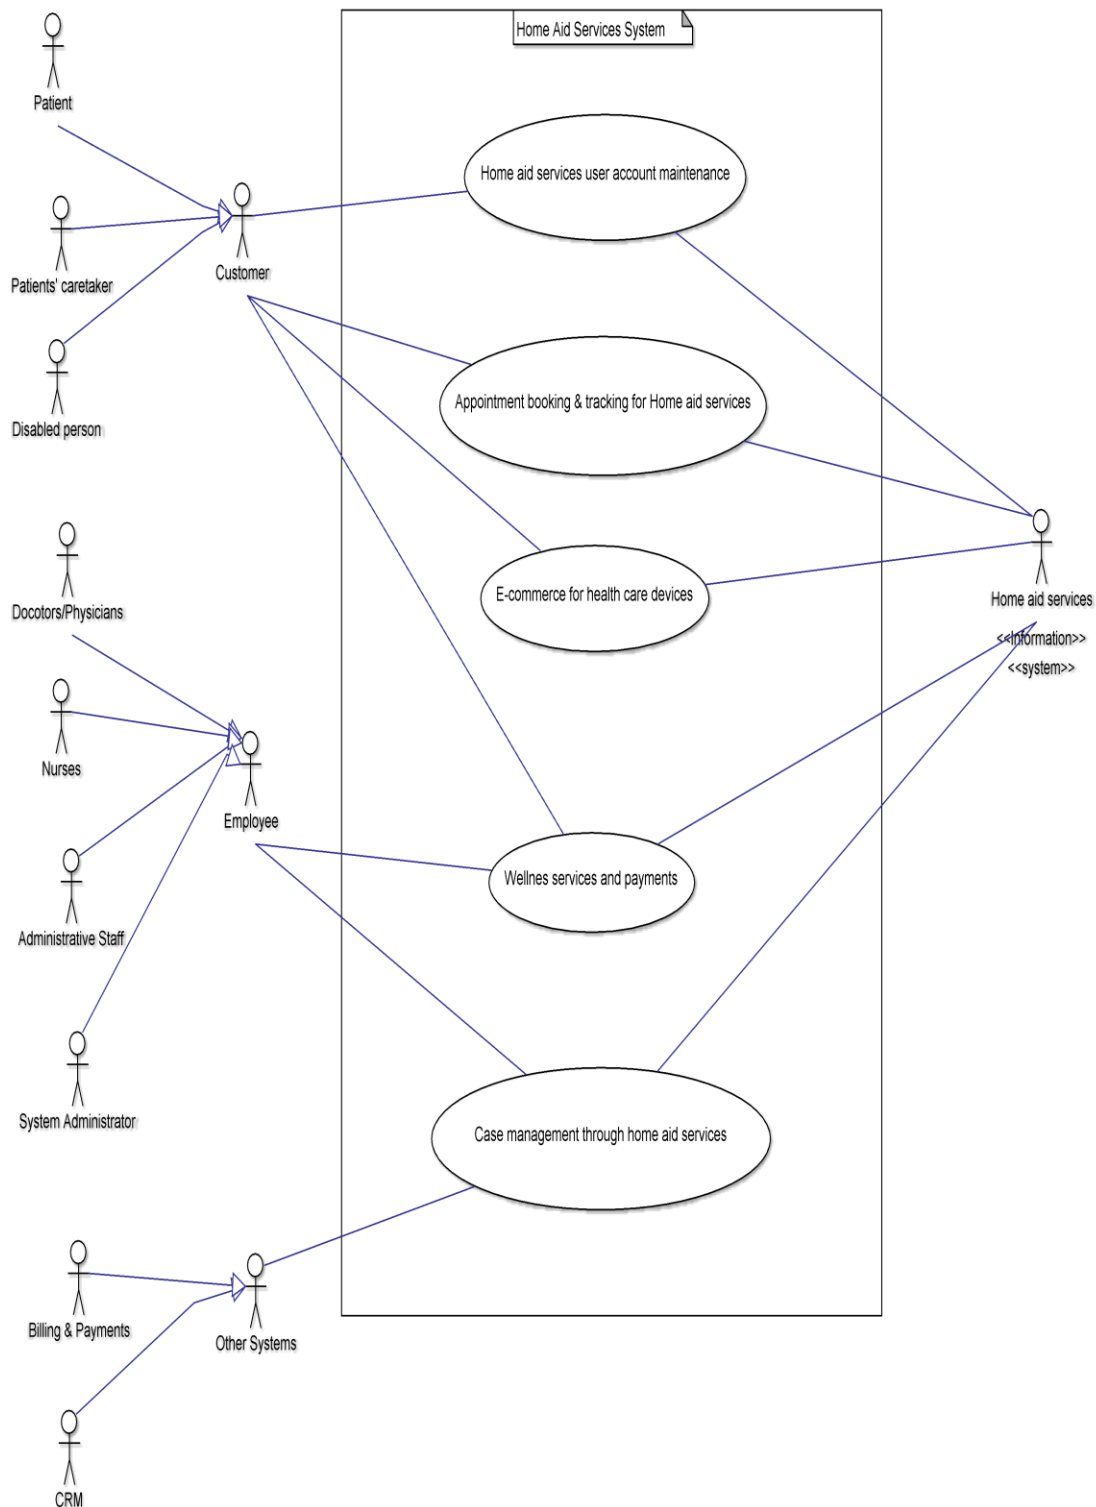 Home Aid Services System
Patient
Home aid services user account maintenance
Customer
Patients' caretaker
Appointment booking & tracking for Home aid services
Disabled person
E-commerce for health care devices
Home aid services
<<Information>>
<<system>>
Docotors/Physicians
Nurses
Employee
Wellnes services and payments
Administrative Staff
System Administrator
Case management through home aid services
Billing & Payments
Other Systems
CRM